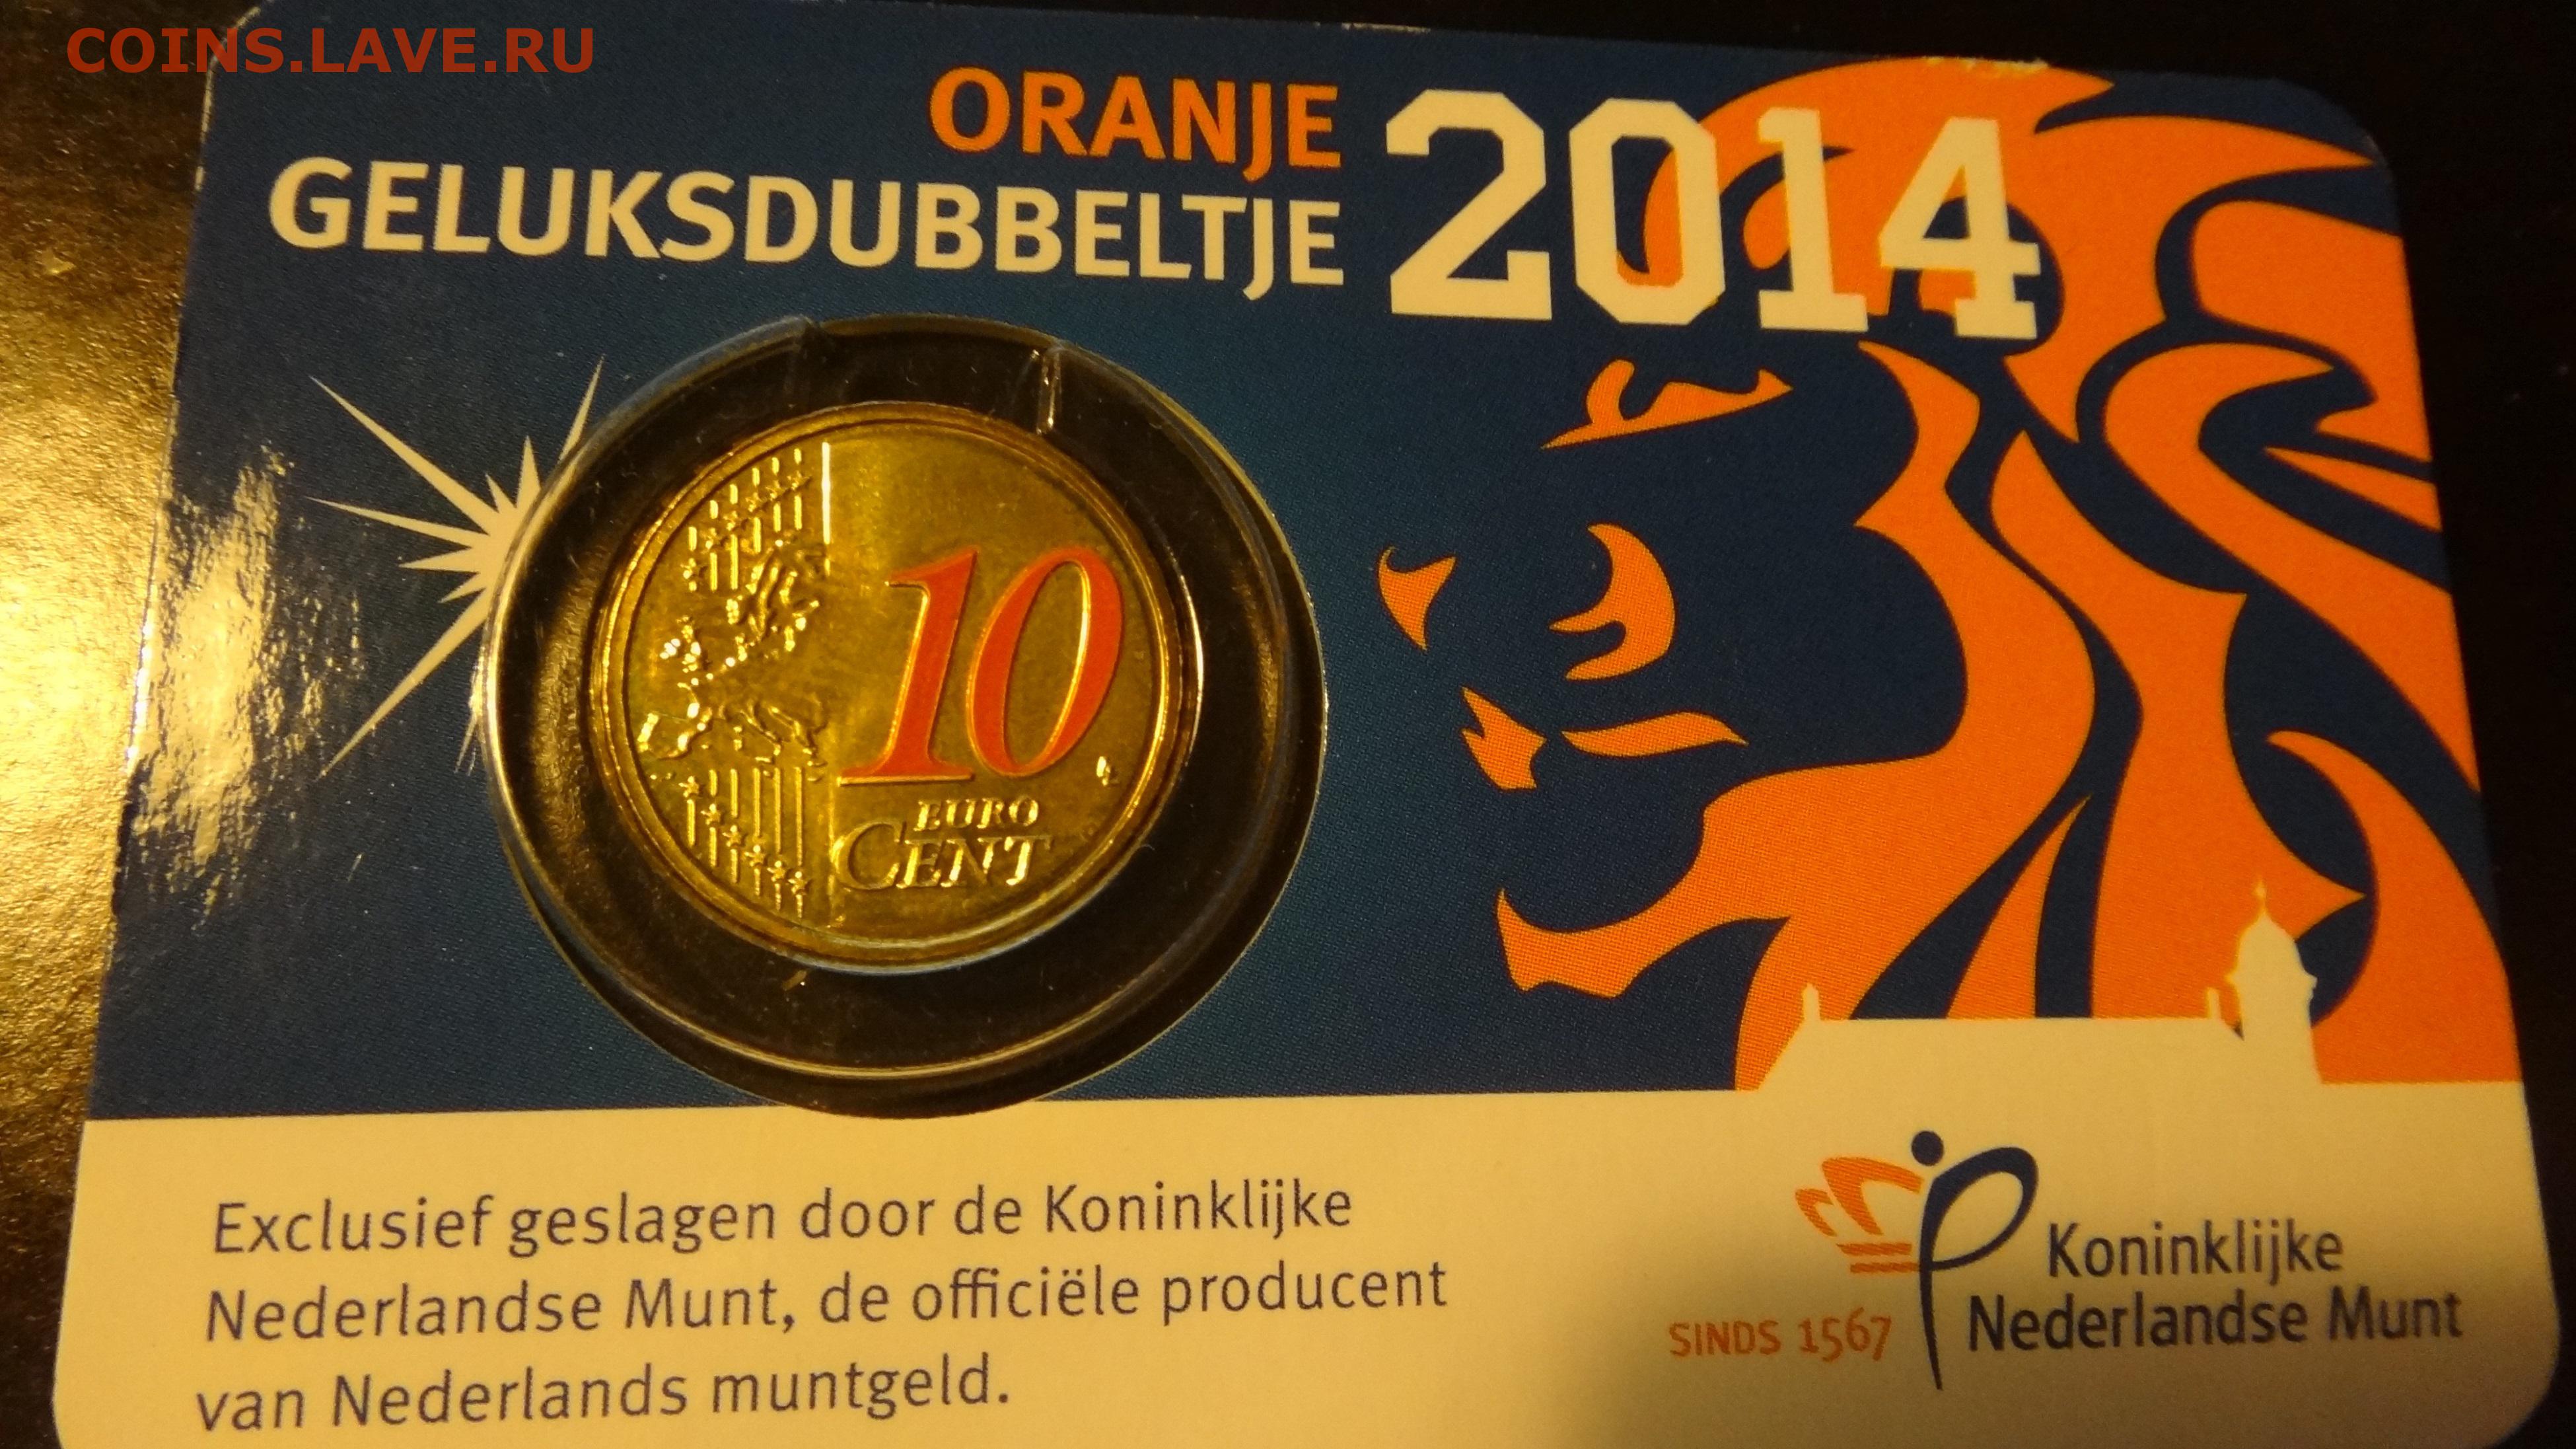 COINS.LAVE.RU
ORANJE
GELUKSDUBBELTJE 2014
10
EURO
CENT
Exclusief geslagen door de Koninklijke
Nederlandse Munt, de officiële producent
van Nederlands muntgeld.
SINDS 1567
Koninklijke
Nederlandse Munt